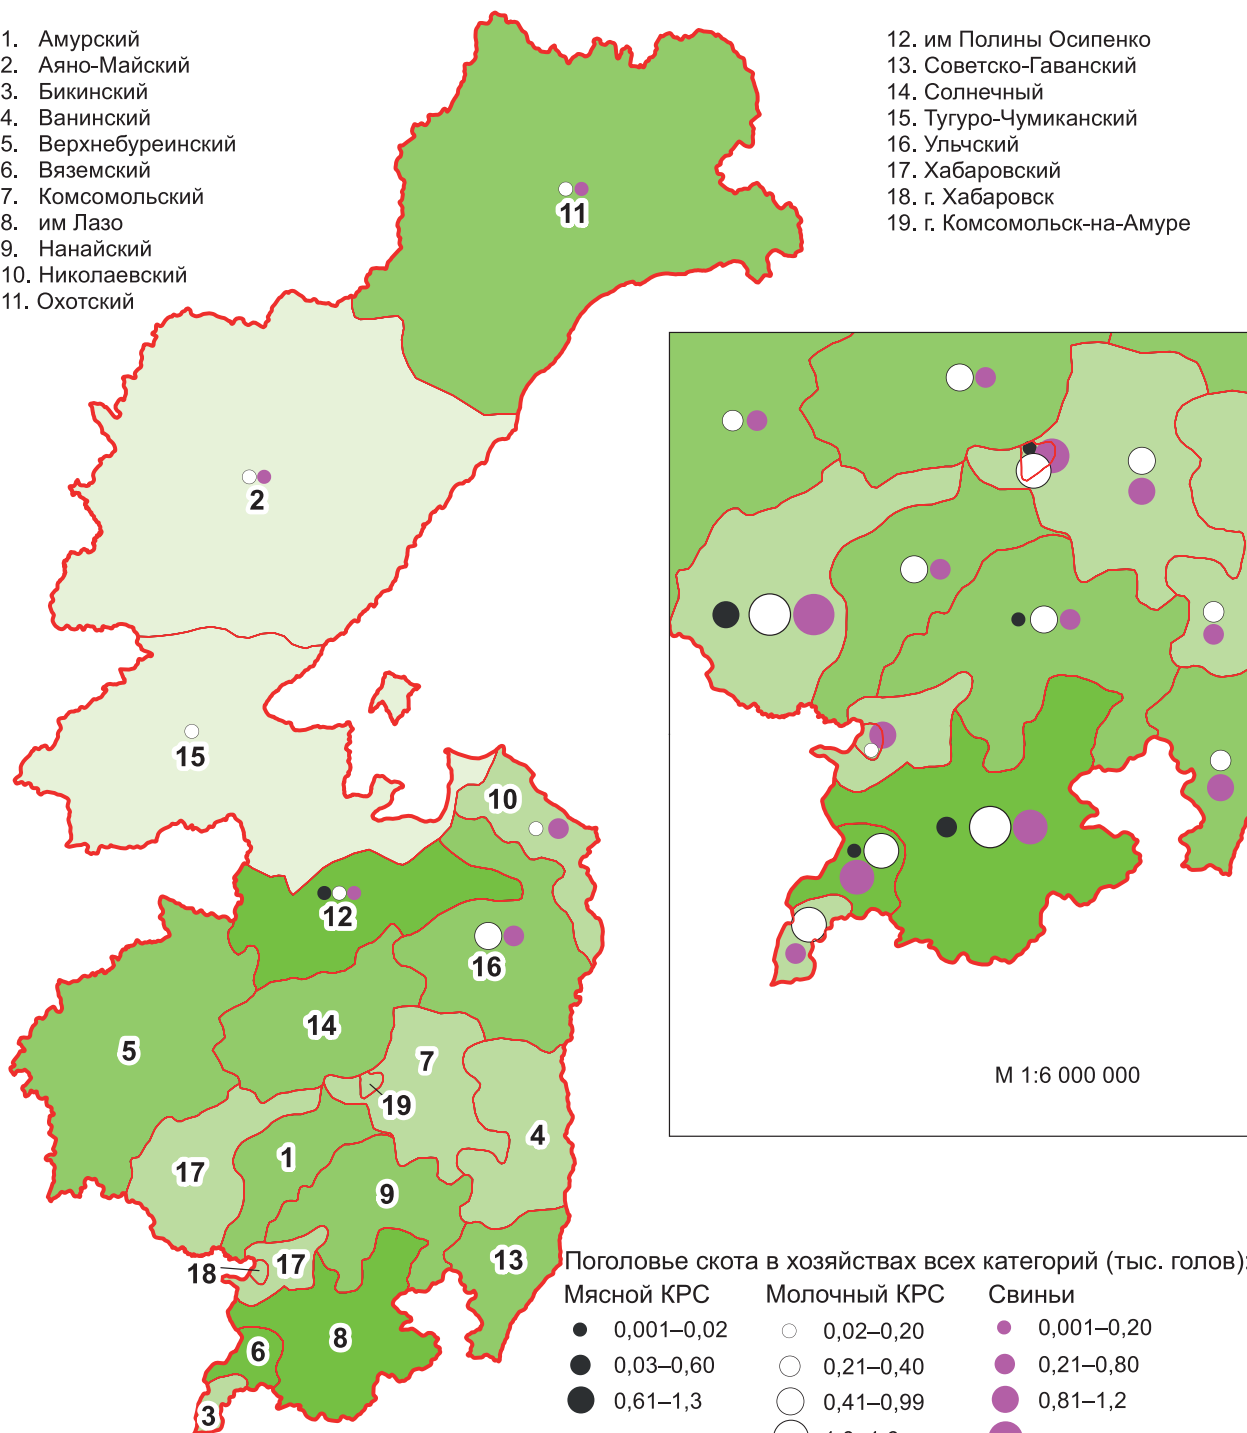 1. Амурский
2. Аяно-Майский
3. Бикинский
4. Ванинский
5. Верхнебуреинский
6. Вяземский
7. Комсомольский
8. им Лазо
9. Нанайский
10. Николаевский
11. Охотский
12. им Полины Осипенко
13. Советско-Гаванский
14. Солнечный
15. Тугуро-Чумиканский
16. Ульчский
17. Хабаровский
18. г. Хабаровск
19. г. Комсомольск-на-Амуре
11
2
15
10
12
16
14
5
7
19
4
1
17
9
13
18
17
8
6
3
М 1:6 000 000
Поголовье скота в хозяйствах всех категорий (тыс. голов):
Мясной КРС
0,001–0,02
0,03–0,60
0,61–1,3
Молочный КРС
0,02–0,20
0,21–0,40
0,41–0,99
Свиньи
0,001–0,20
0,21–0,80
0,81–1,2